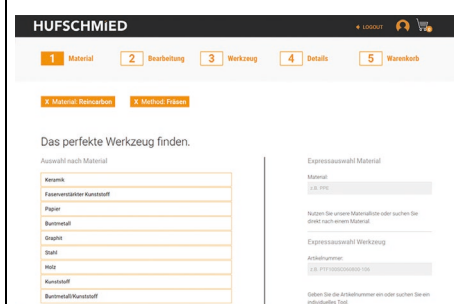 HUFSCHMiED
LOGOUT
1 Material 2 Bearbeitung 3 Werkzeug 4 Details 5 Warenkorb
X Material: Reincarbon X Method: Fräsen
Das perfekte Werkzeug finden.
Auswahl nach Material
Keramik
Faserverstärkter Kunststoff
Papier
Buntmetall
Graphit
Stahl
Holz
Kunststoff
Buntmetall/Kunststoff
Expressauswahl Material
Material:
z.B. PPK
Nutzen Sie unsere Materialliste oder suchen Sie
direkt nach einem Material.
Expressauswahl Werkzeug
Artikelnummer:
Geben Sie die Artikelnummer ein oder suchen Sie ein
individuelles Tool.